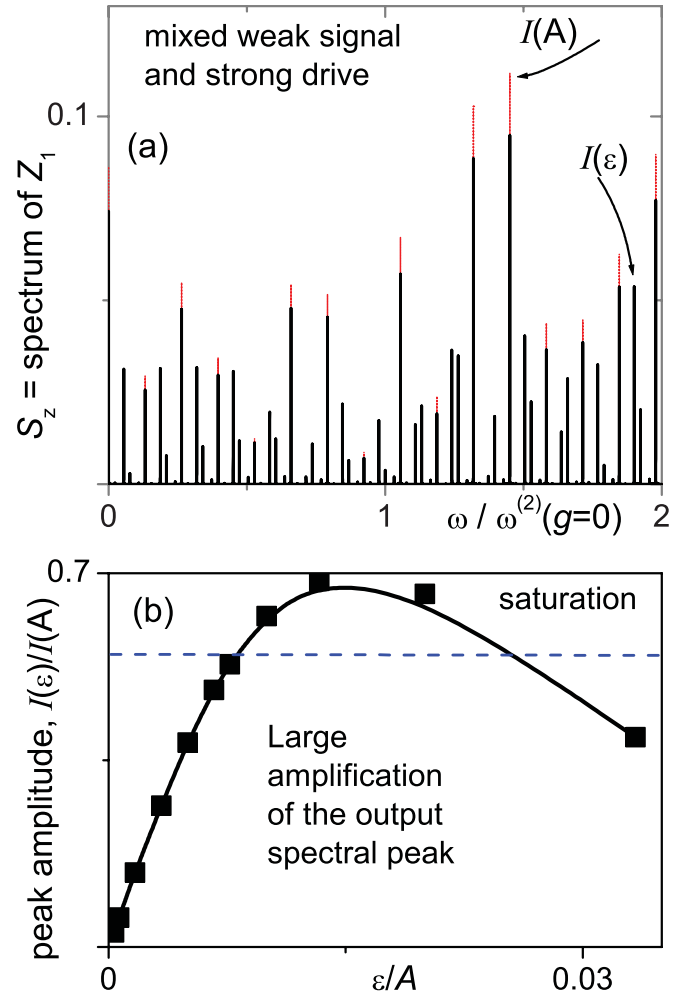 mixed weak signal
and strong drive
I(A)
0.1
(a)
I(ε)
S_z = spectrum of Z_1
0
1
ω / ω^(2)(g=0)
2
0.7
(b)
saturation
peak amplitude, I(ε)/I(A)
Large
amplification
of the output
spectral peak
0
ε/A
0.03